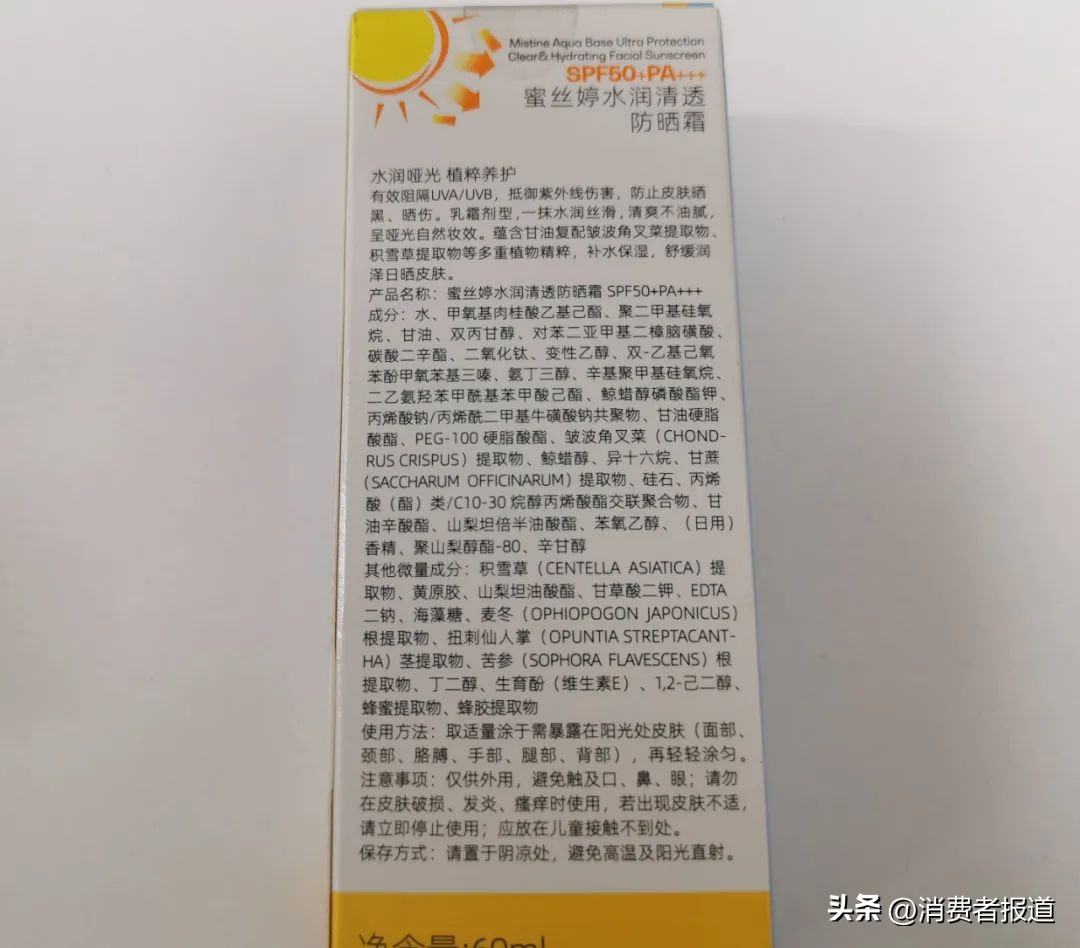 Mistine Aqua Base Ultra Protection
Clear& Hydrating Facial Sunscreen
SPF50+PA+++
蜜丝婷水润清透
防晒霜
水润哑光 植粹养护
有效阻隔UVA/UVB，抵御紫外线伤害，防止皮肤晒
黑、晒伤。乳霜剂型，一抹水润丝滑，清爽不油腻，
呈哑光自然妆效。蕴含甘油复配皱波角叉菜提取物、
积雪草提取物等多重植物精粹，补水保湿，舒缓润
泽日晒皮肤。
产品名称：蜜丝婷水润清透防晒霜 SPF50+PA+++
成分：水、甲氧基肉桂酸乙基己酯、聚二甲基硅氧
烷、甘油、双丙甘醇、对苯二亚甲基二樟脑磺酸、
碳酸二辛酯、二氧化钛、变性乙醇、双-乙基己氧
苯酚甲氧苯基三嗪、氨丁三醇、辛基聚甲基硅氧烷、
二乙氨羟苯甲酰基苯甲酸己酯、鲸蜡醇磷酸酯钾、
丙烯酸钠/丙烯酰二甲基牛磺酸钠共聚物、甘油硬脂
酸酯、PEG-100 硬脂酸酯、皱波角叉菜（CHOND-
RUS CRISPUS）提取物、鲸蜡醇、异十六烷、甘蔗
（SACCHARUM OFFICINARUM）提取物、硅石、丙烯
酸（酯）类/C10-30 烷醇丙烯酸酯交联聚合物、甘
油辛酸酯、山梨坦倍半油酸酯、苯氧乙醇、（日用）
香精、聚山梨醇酯-80、辛甘醇
其他微量成分：积雪草（CENTELLA ASIATICA）提
取物、黄原胶、山梨坦油酸酯、甘草酸二钾、EDTA
二钠、海藻糖、麦冬（OPHIOPOGON JAPONICUS）
根提取物、扭刺仙人掌（OPUNTIA STREPTACANT-
HA）茎提取物、苦参（SOPHORA FLAVESCENS）根
提取物、丁二醇、生育酚（维生素E）、1,2-己二醇、
蜂蜜提取物、蜂胶提取物
使用方法：取适量涂于需暴露在阳光处皮肤（面部、
颈部、胳膊、手部、腿部、背部），再轻轻涂匀。
注意事项：仅供外用，避免触及口、鼻、眼；请勿
在皮肤破损、发炎、瘙痒时使用，若出现皮肤不适，
请立即停止使用；应放在儿童接触不到处。
保存方式：请置于阴凉处，避免高温及阳光直射。
净含量:60ml
头条 @消费者报道